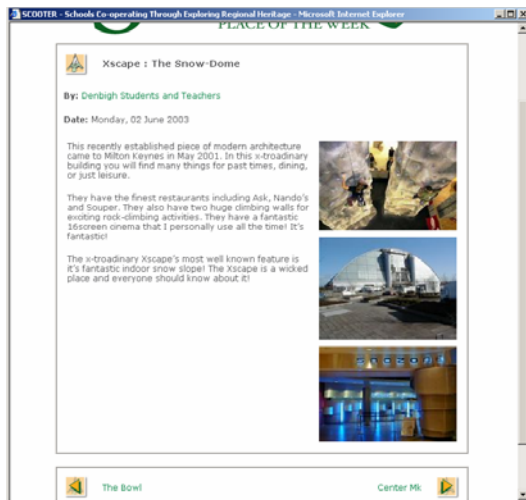 SCOOTER - Schools Co-operating Through Exploring Regional Heritage - Microsoft Internet Explorer
PLACE OF THE WEEK
Xscape : The Snow-Dome
By: Denbigh Students and Teachers
Date: Monday, 02 June 2003
This recently established piece of modern architecture
came to Milton Keynes in May 2001. In this x-troadinary
building you will find many things for past times, dining,
or just leisure.
They have the finest restaurants including Ask, Nando's
and Souper. They also have two huge climbing walls for
exciting rock-climbing activities. They have a fantastic
16screen cinema that I personally use all the time! It's
fantastic!
The x-troadinary Xscape's most well known feature is
it's fantastic indoor snow slope! The Xscape is a wicked
place and everyone should know about it!
The Bowl
Center Mk